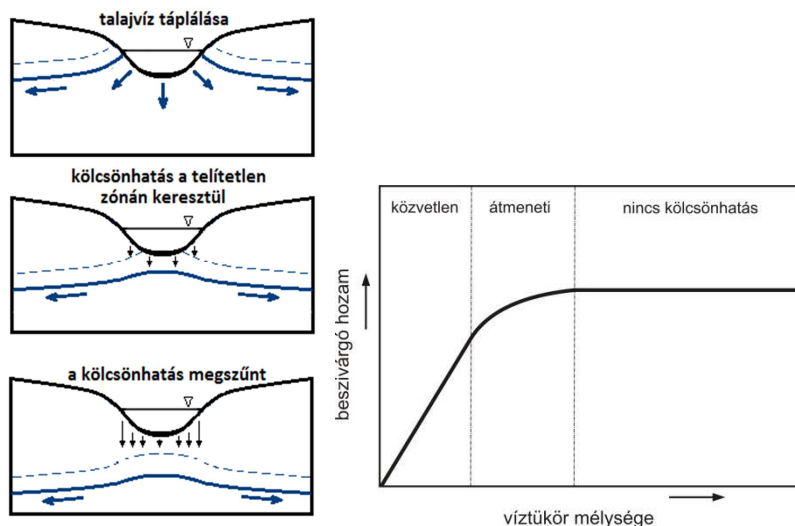 talajvíz táplálása
kölcsönhatás a telítetlen
zónán keresztül
a kölcsönhatás megszűnt
közvetlen
átmeneti
nincs kölcsönhatás
beszivárgó hozam
víztükör mélysége